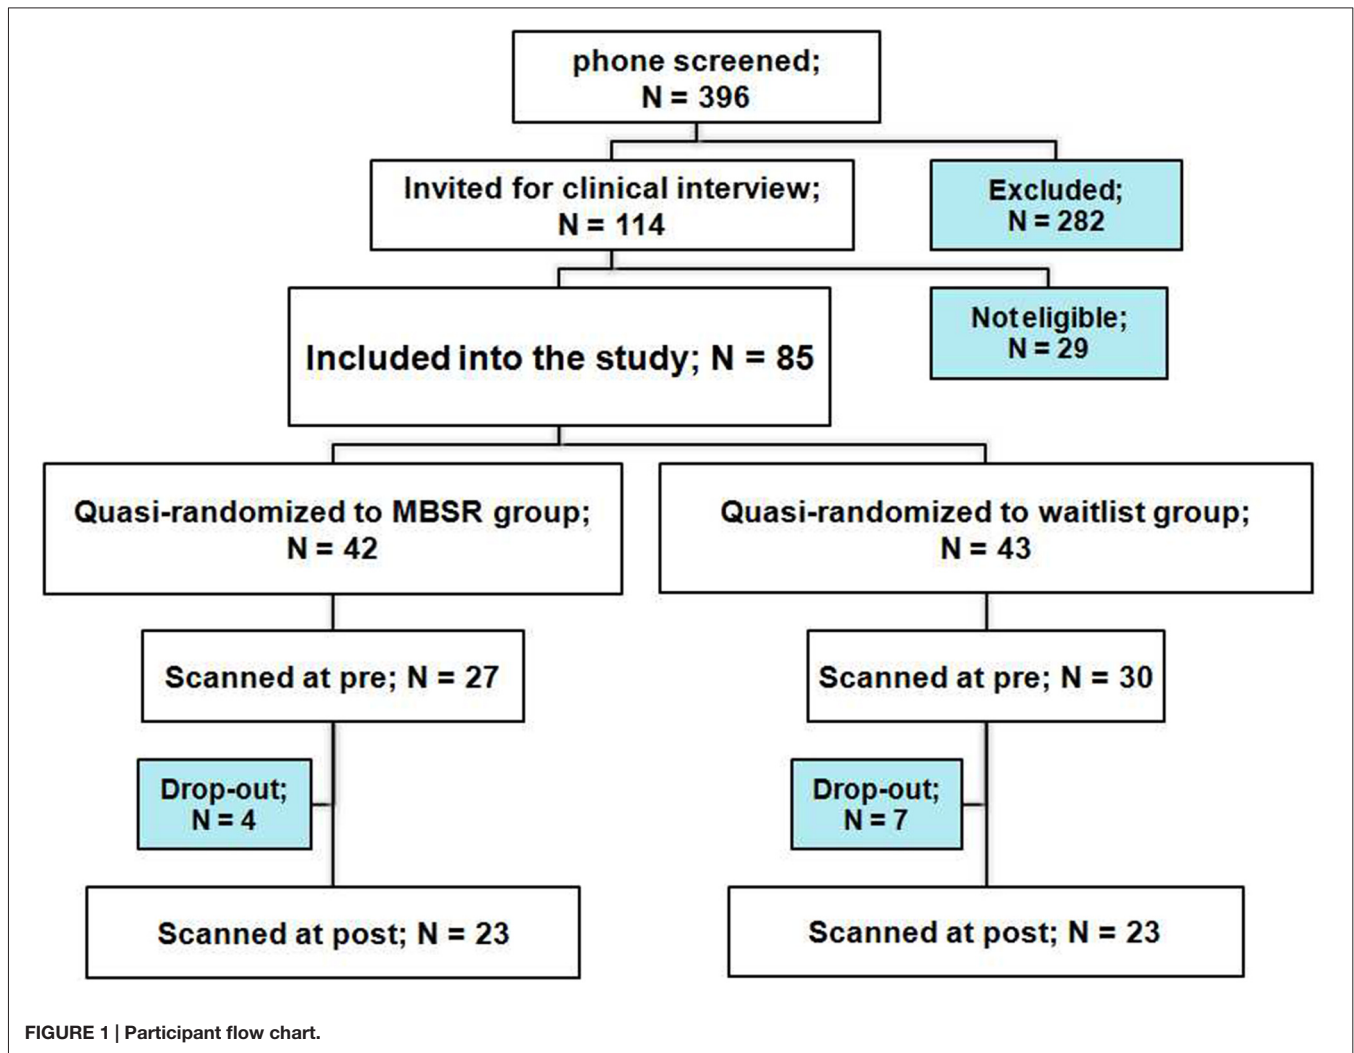 phone screened;
N = 396
Invited for clinical interview;
N = 114
Excluded;
N = 282
Included into the study; N = 85
Not eligible;
N = 29
Quasi-randomized to MBSR group;
N = 42
Quasi-randomized to waitlist group;
N = 43
Scanned at pre; N = 27
Scanned at pre; N = 30
Drop-out;
N = 4
Drop-out;
N = 7
Scanned at post; N = 23
Scanned at post; N = 23
FIGURE 1 | Participant flow chart.